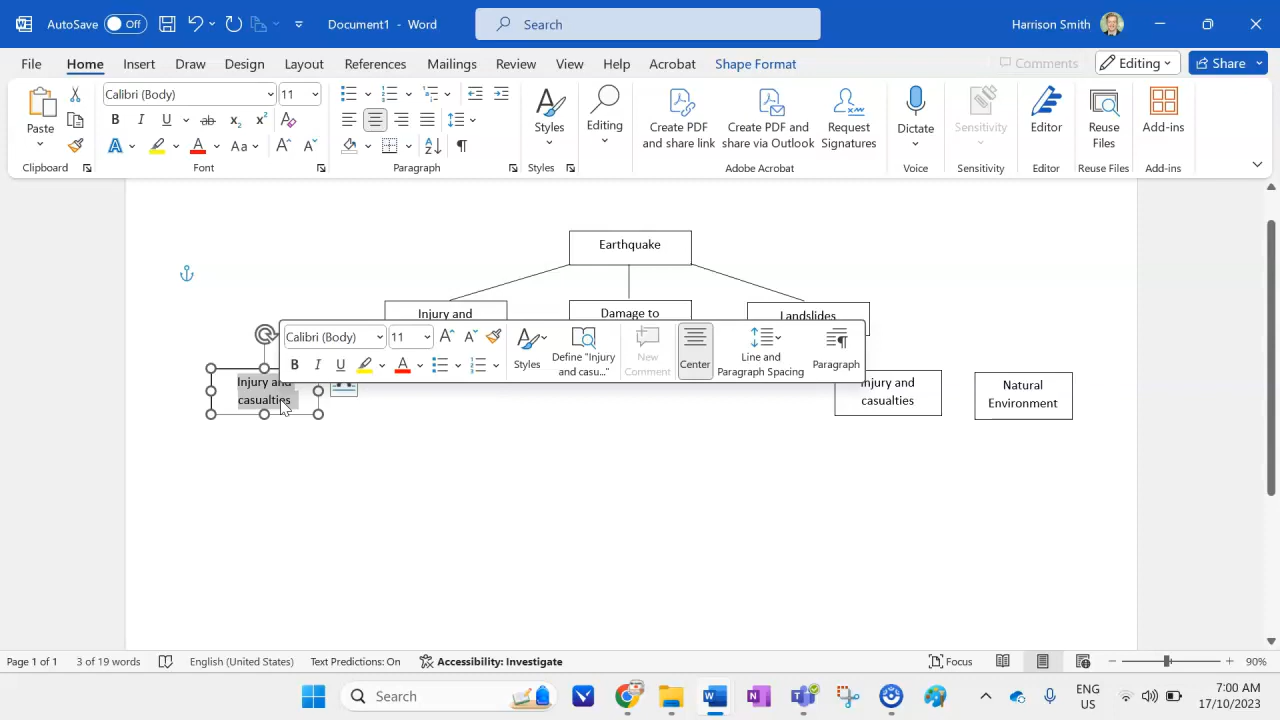 AutoSave Off Document1 - Word Search Harrison Smith
File Home Insert Draw Design Layout References Mailings Review View Help Acrobat Shape Format Comments Editing Share
Calibri (Body) 11
Paste Styles Editing Create PDF and share link Create PDF and share via Outlook Request Signatures Dictate Sensitivity Editor Reuse Files Add-ins
Clipboard Font Paragraph Styles Adobe Acrobat Voice Sensitivity Editor Reuse Files Add-ins
Earthquake
Injury and
Damage to
Landslides
Calibri (Body) 11
Styles Define "Injury and casu..." New Comment Center Line and Paragraph Spacing Paragraph
Injury and
casualties
Injury and
casualties
Natural
Environment
Page 1 of 1 3 of 19 words English (United States) Text Predictions: On Accessibility: Investigate Focus 90%
Search ENG US 7:00 AM 17/10/2023